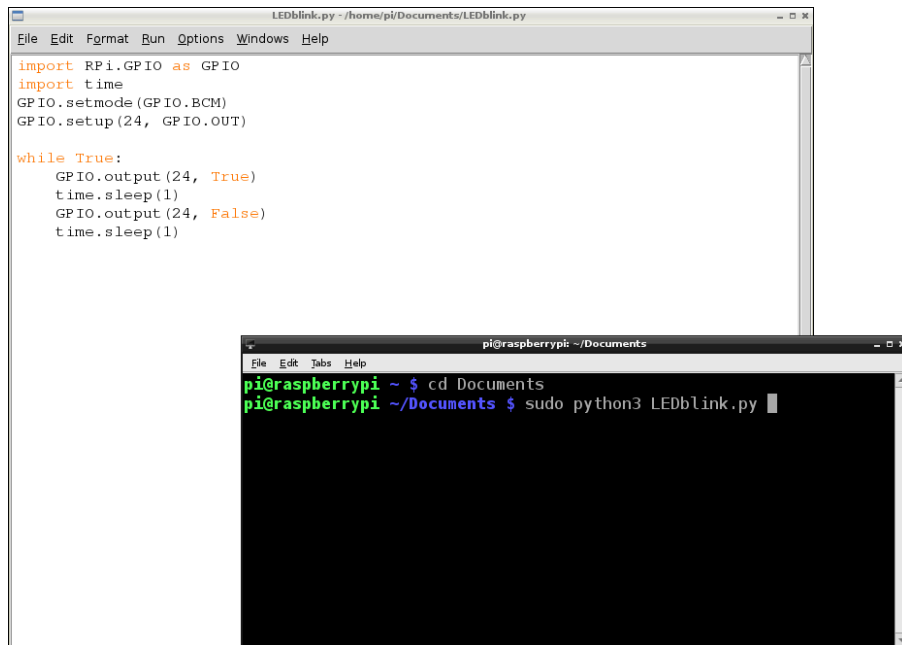 LEDblink.py - /home/pi/Documents/LEDblink.py
File Edit Format Run Options Windows Help
import RPi.GPIO as GPIO
import time
GPIO.setmode(GPIO.BCM)
GPIO.setup(24, GPIO.OUT)

while True:
    GPIO.output(24, True)
    time.sleep(1)
    GPIO.output(24, False)
    time.sleep(1)
pi@raspberrypi: ~/Documents
File Edit Tabs Help
pi@raspberrypi ~ $ cd Documents
pi@raspberrypi ~/Documents $ sudo python3 LEDblink.py